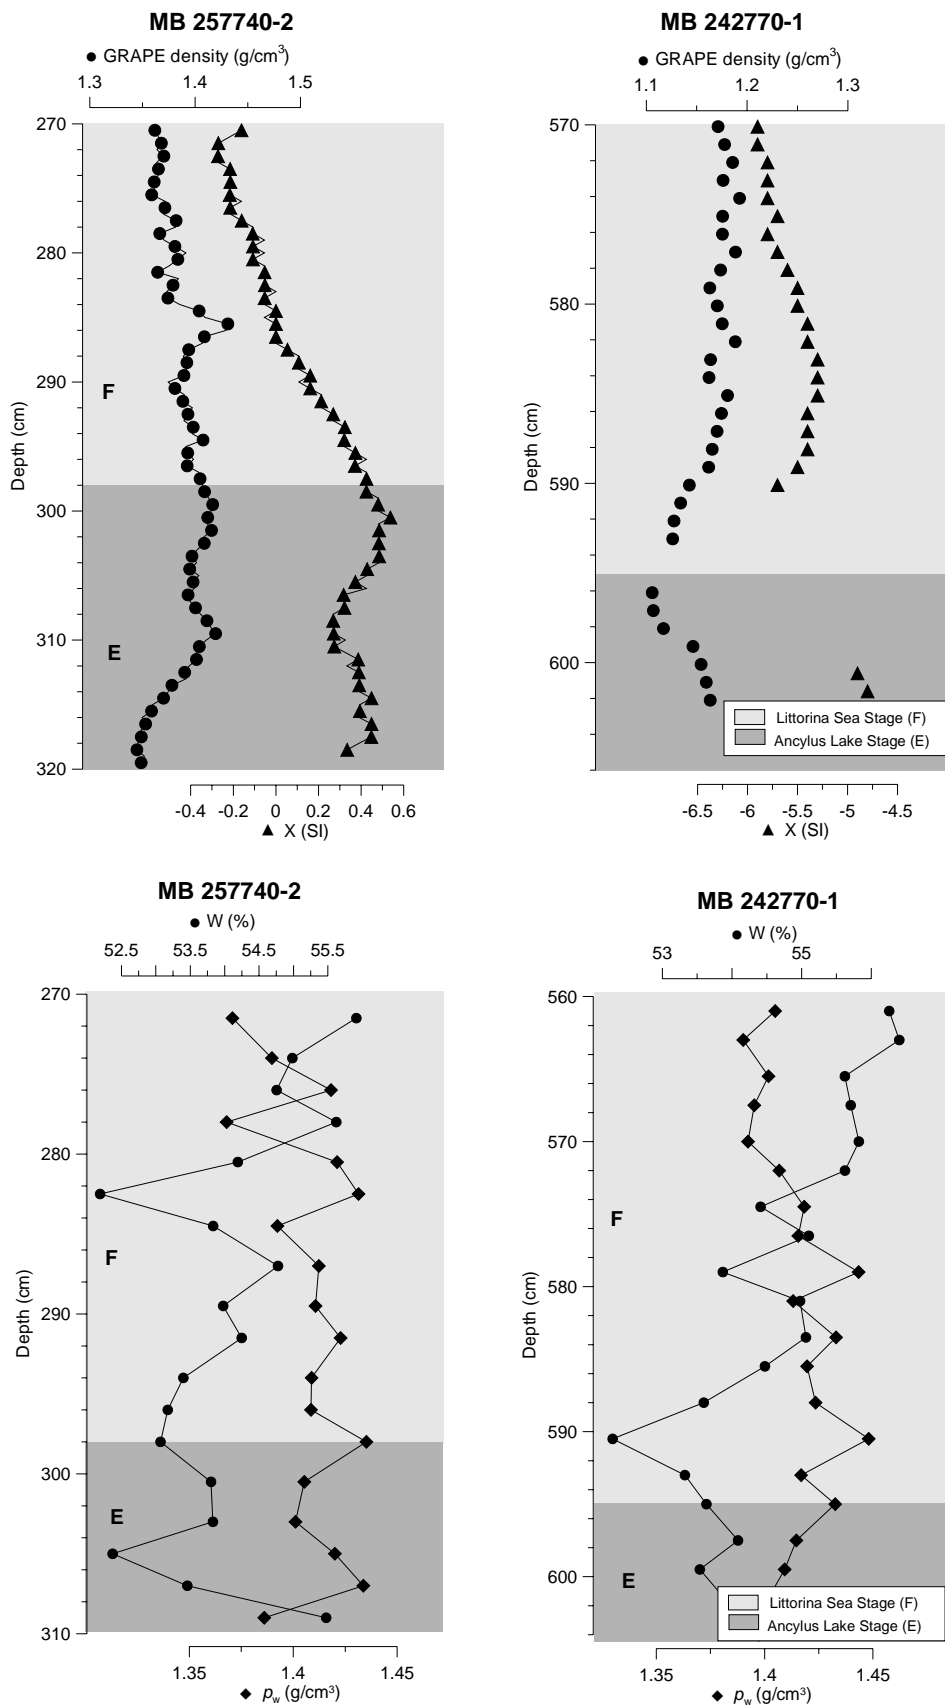 MB 257740-2
GRAPE density (g/cm³)
1.3 1.4 1.5
270
280
290
300
310
320
Depth (cm)
F
E
-0.4 -0.2 0 0.2 0.4 0.6
X (SI)
MB 242770-1
GRAPE density (g/cm³)
1.1 1.2 1.3
570
580
590
600
Depth (cm)
Littorina Sea Stage (F)
Ancylus Lake Stage (E)
-6.5 -6 -5.5 -5 -4.5
X (SI)
MB 257740-2
W (%)
52.5 53.5 54.5 55.5
270
280
290
300
310
Depth (cm)
F
E
1.35 1.4 1.45
pw (g/cm³)
MB 242770-1
W (%)
53 55
560
570
580
590
600
Depth (cm)
F
E
Littorina Sea Stage (F)
Ancylus Lake Stage (E)
1.35 1.4 1.45
pw (g/cm³)